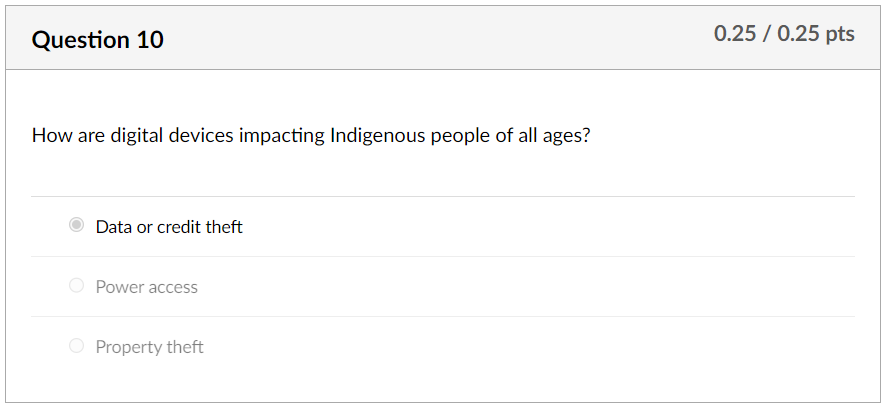 Question 10
0.25 / 0.25 pts
How are digital devices impacting Indigenous people of all ages?
Data or credit theft
Power access
Property theft